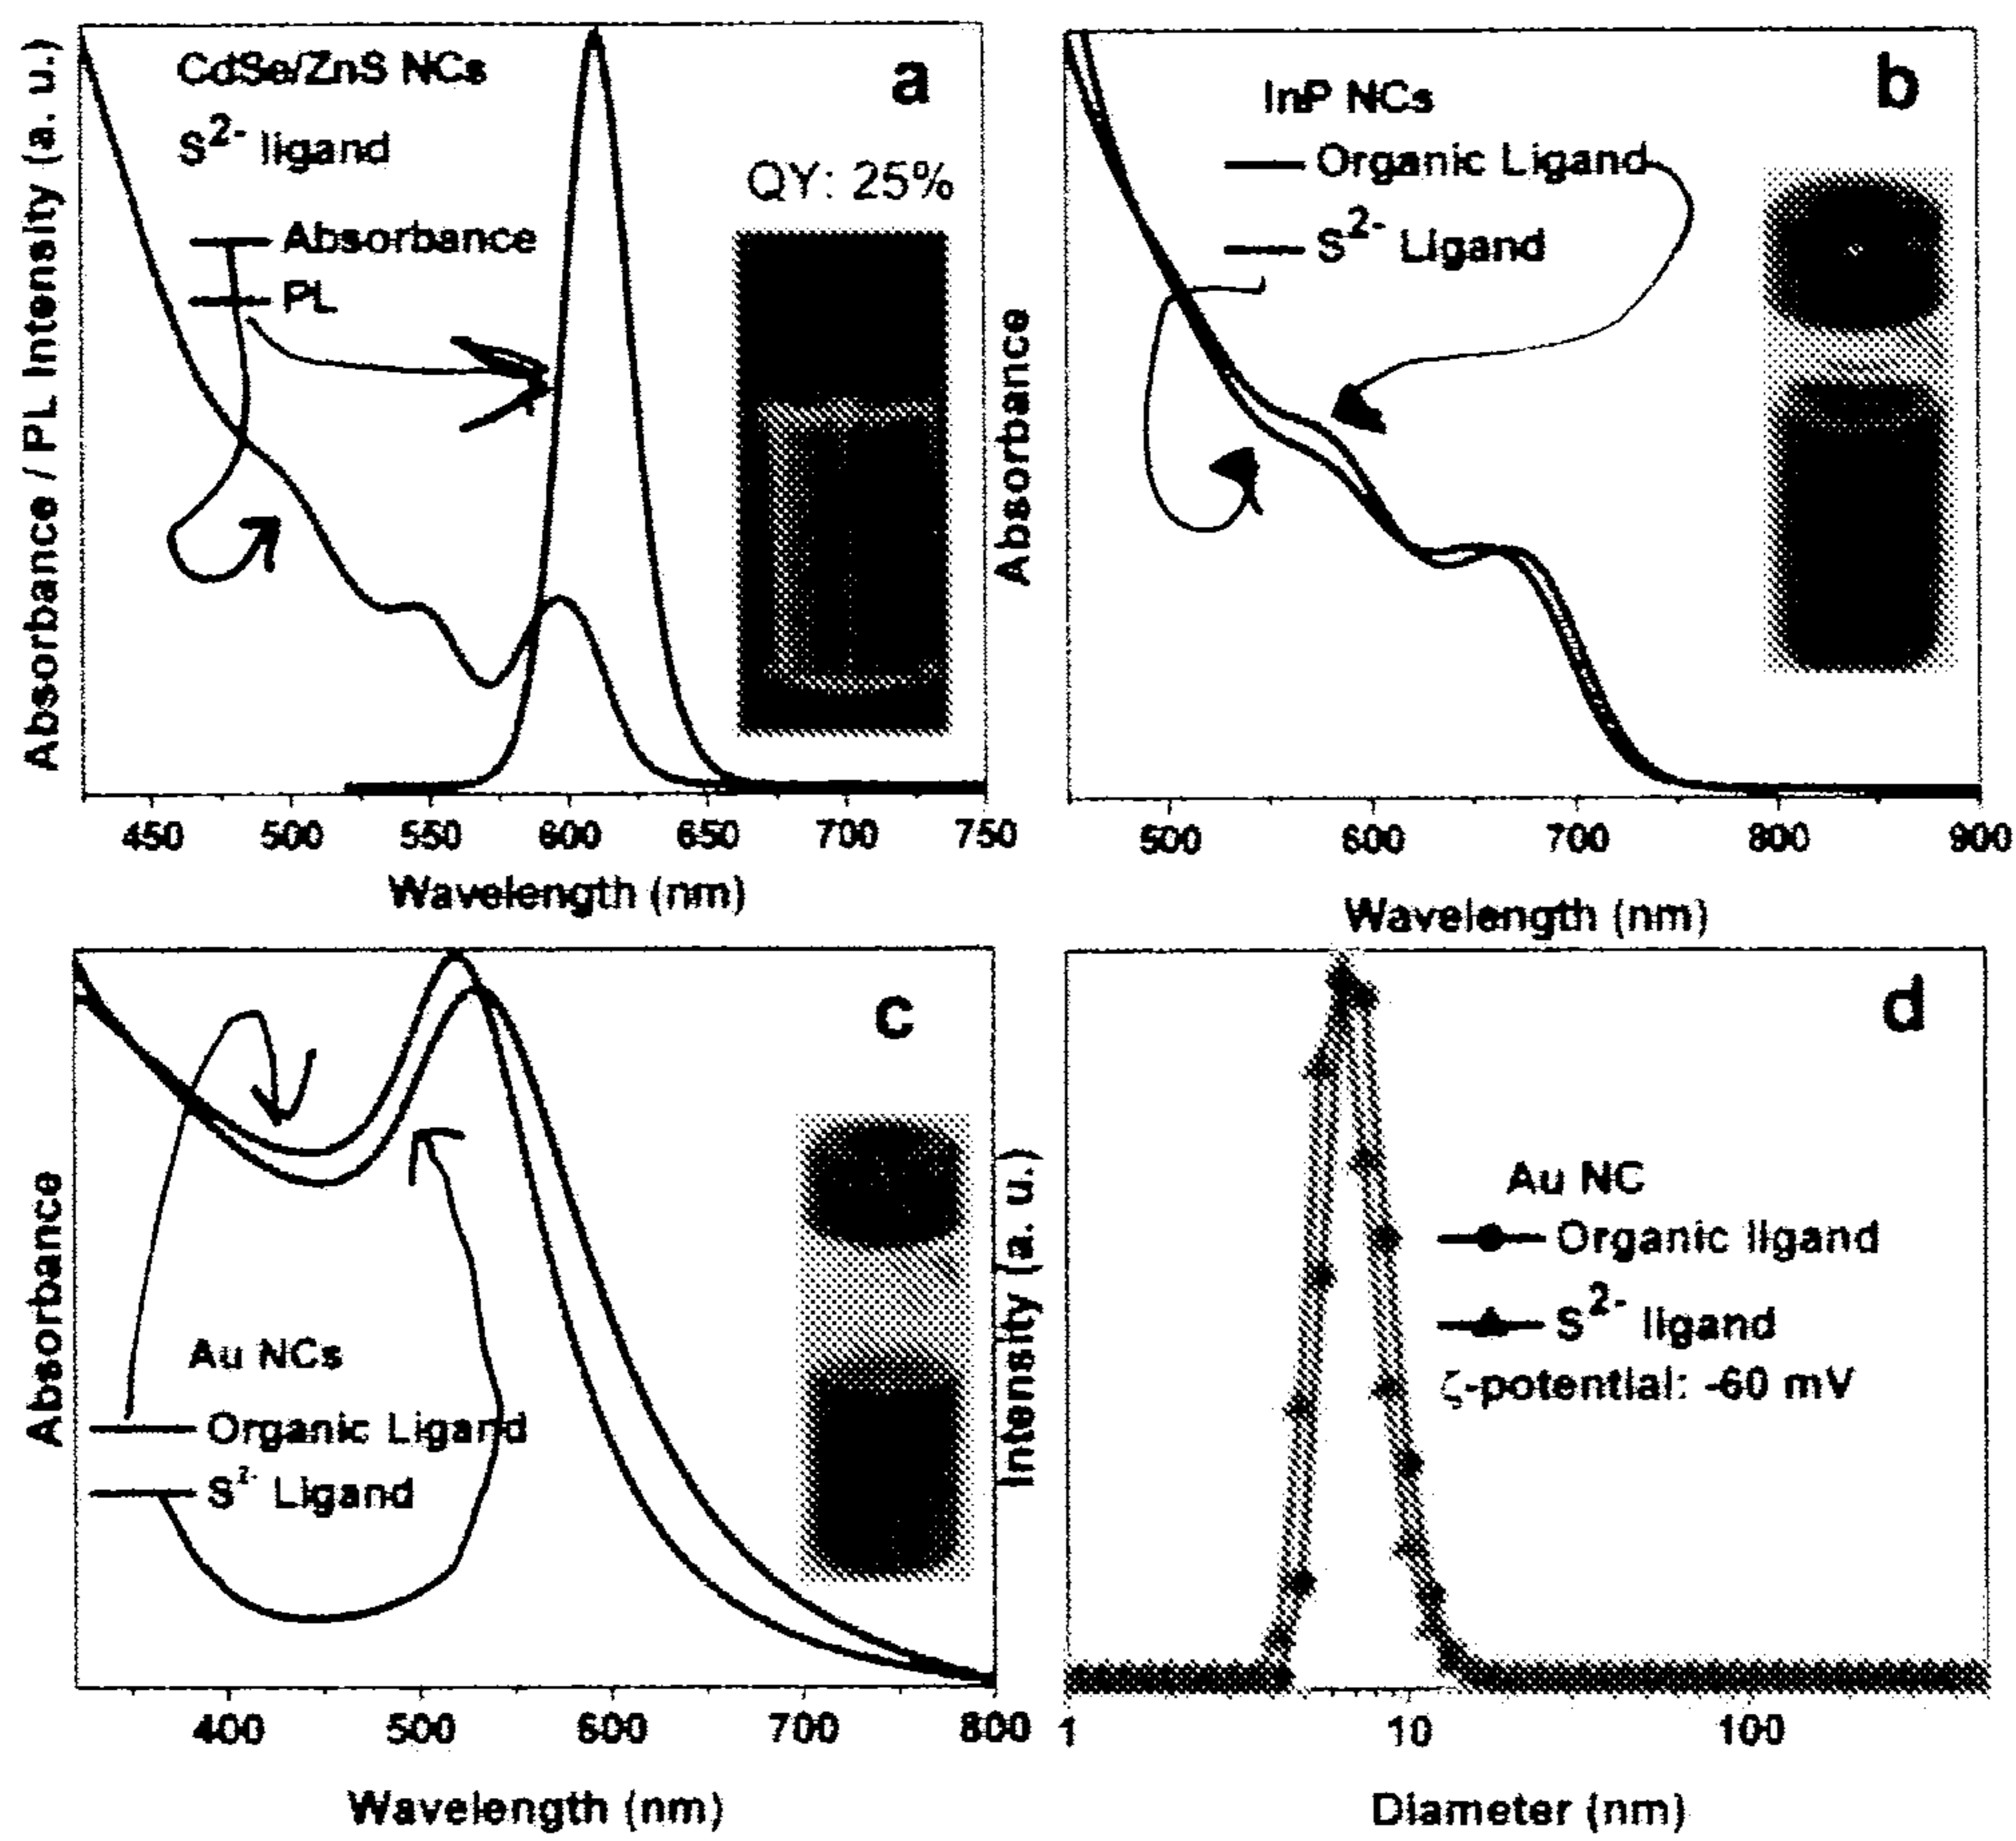 a
CdSe/ZnS NCs
S2- ligand
QY: 25%
Absorbance
PL
Absorbance / PL Intensity (a. u.)
450 500 550 600 650 700 750
Wavelength (nm)
b
InP NCs
Organic Ligand
S2- Ligand
Absorbance
500 600 700 800 900
Wavelength (nm)
c
Au NCs
Organic Ligand
S2- Ligand
Absorbance
400 500 600 700 800
Wavelength (nm)
d
Au NC
Organic ligand
S2- ligand
ζ-potential: -60 mV
Intensity (a. u.)
1 10 100
Diameter (nm)